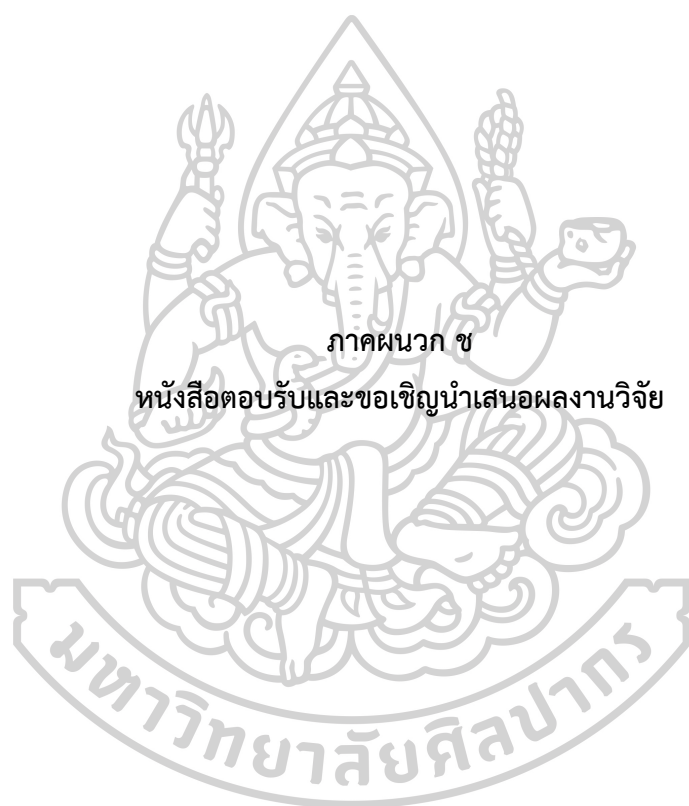 ภาคผนวก ช
หนังสือตอบรับและขอเชิญนำเสนอผลงานวิจัย
มหาวิทยาลัยศิลปากร